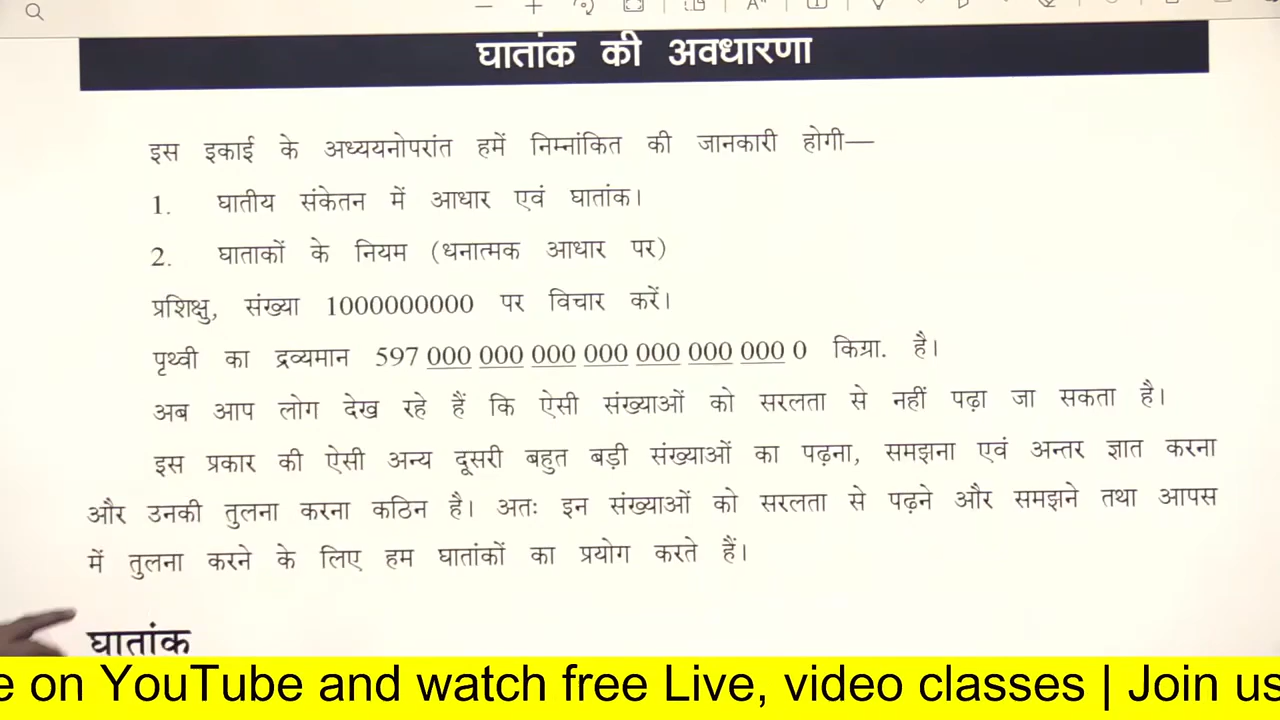 घातांक की अवधारणा
इस इकाई के अध्ययनोपरांत हमें निम्नांकित की जानकारी होगी—
1. घातीय संकेतन में आधार एवं घातांक।
2. घाताकों के नियम (धनात्मक आधार पर)
प्रशिक्षु, संख्या 1000000000 पर विचार करें।
पृथ्वी का द्रव्यमान 597 000 000 000 000 000 000 000 0 किग्रा. है।
अब आप लोग देख रहे हैं कि ऐसी संख्याओं को सरलता से नहीं पढ़ा जा सकता है।
इस प्रकार की ऐसी अन्य दूसरी बहुत बड़ी संख्याओं का पढ़ना, समझना एवं अन्तर ज्ञात करना
और उनकी तुलना करना कठिन है। अतः इन संख्याओं को सरलता से पढ़ने और समझने तथा आपस
में तुलना करने के लिए हम घातांकों का प्रयोग करते हैं।
घातांक
e on YouTube and watch free Live, video classes | Join us